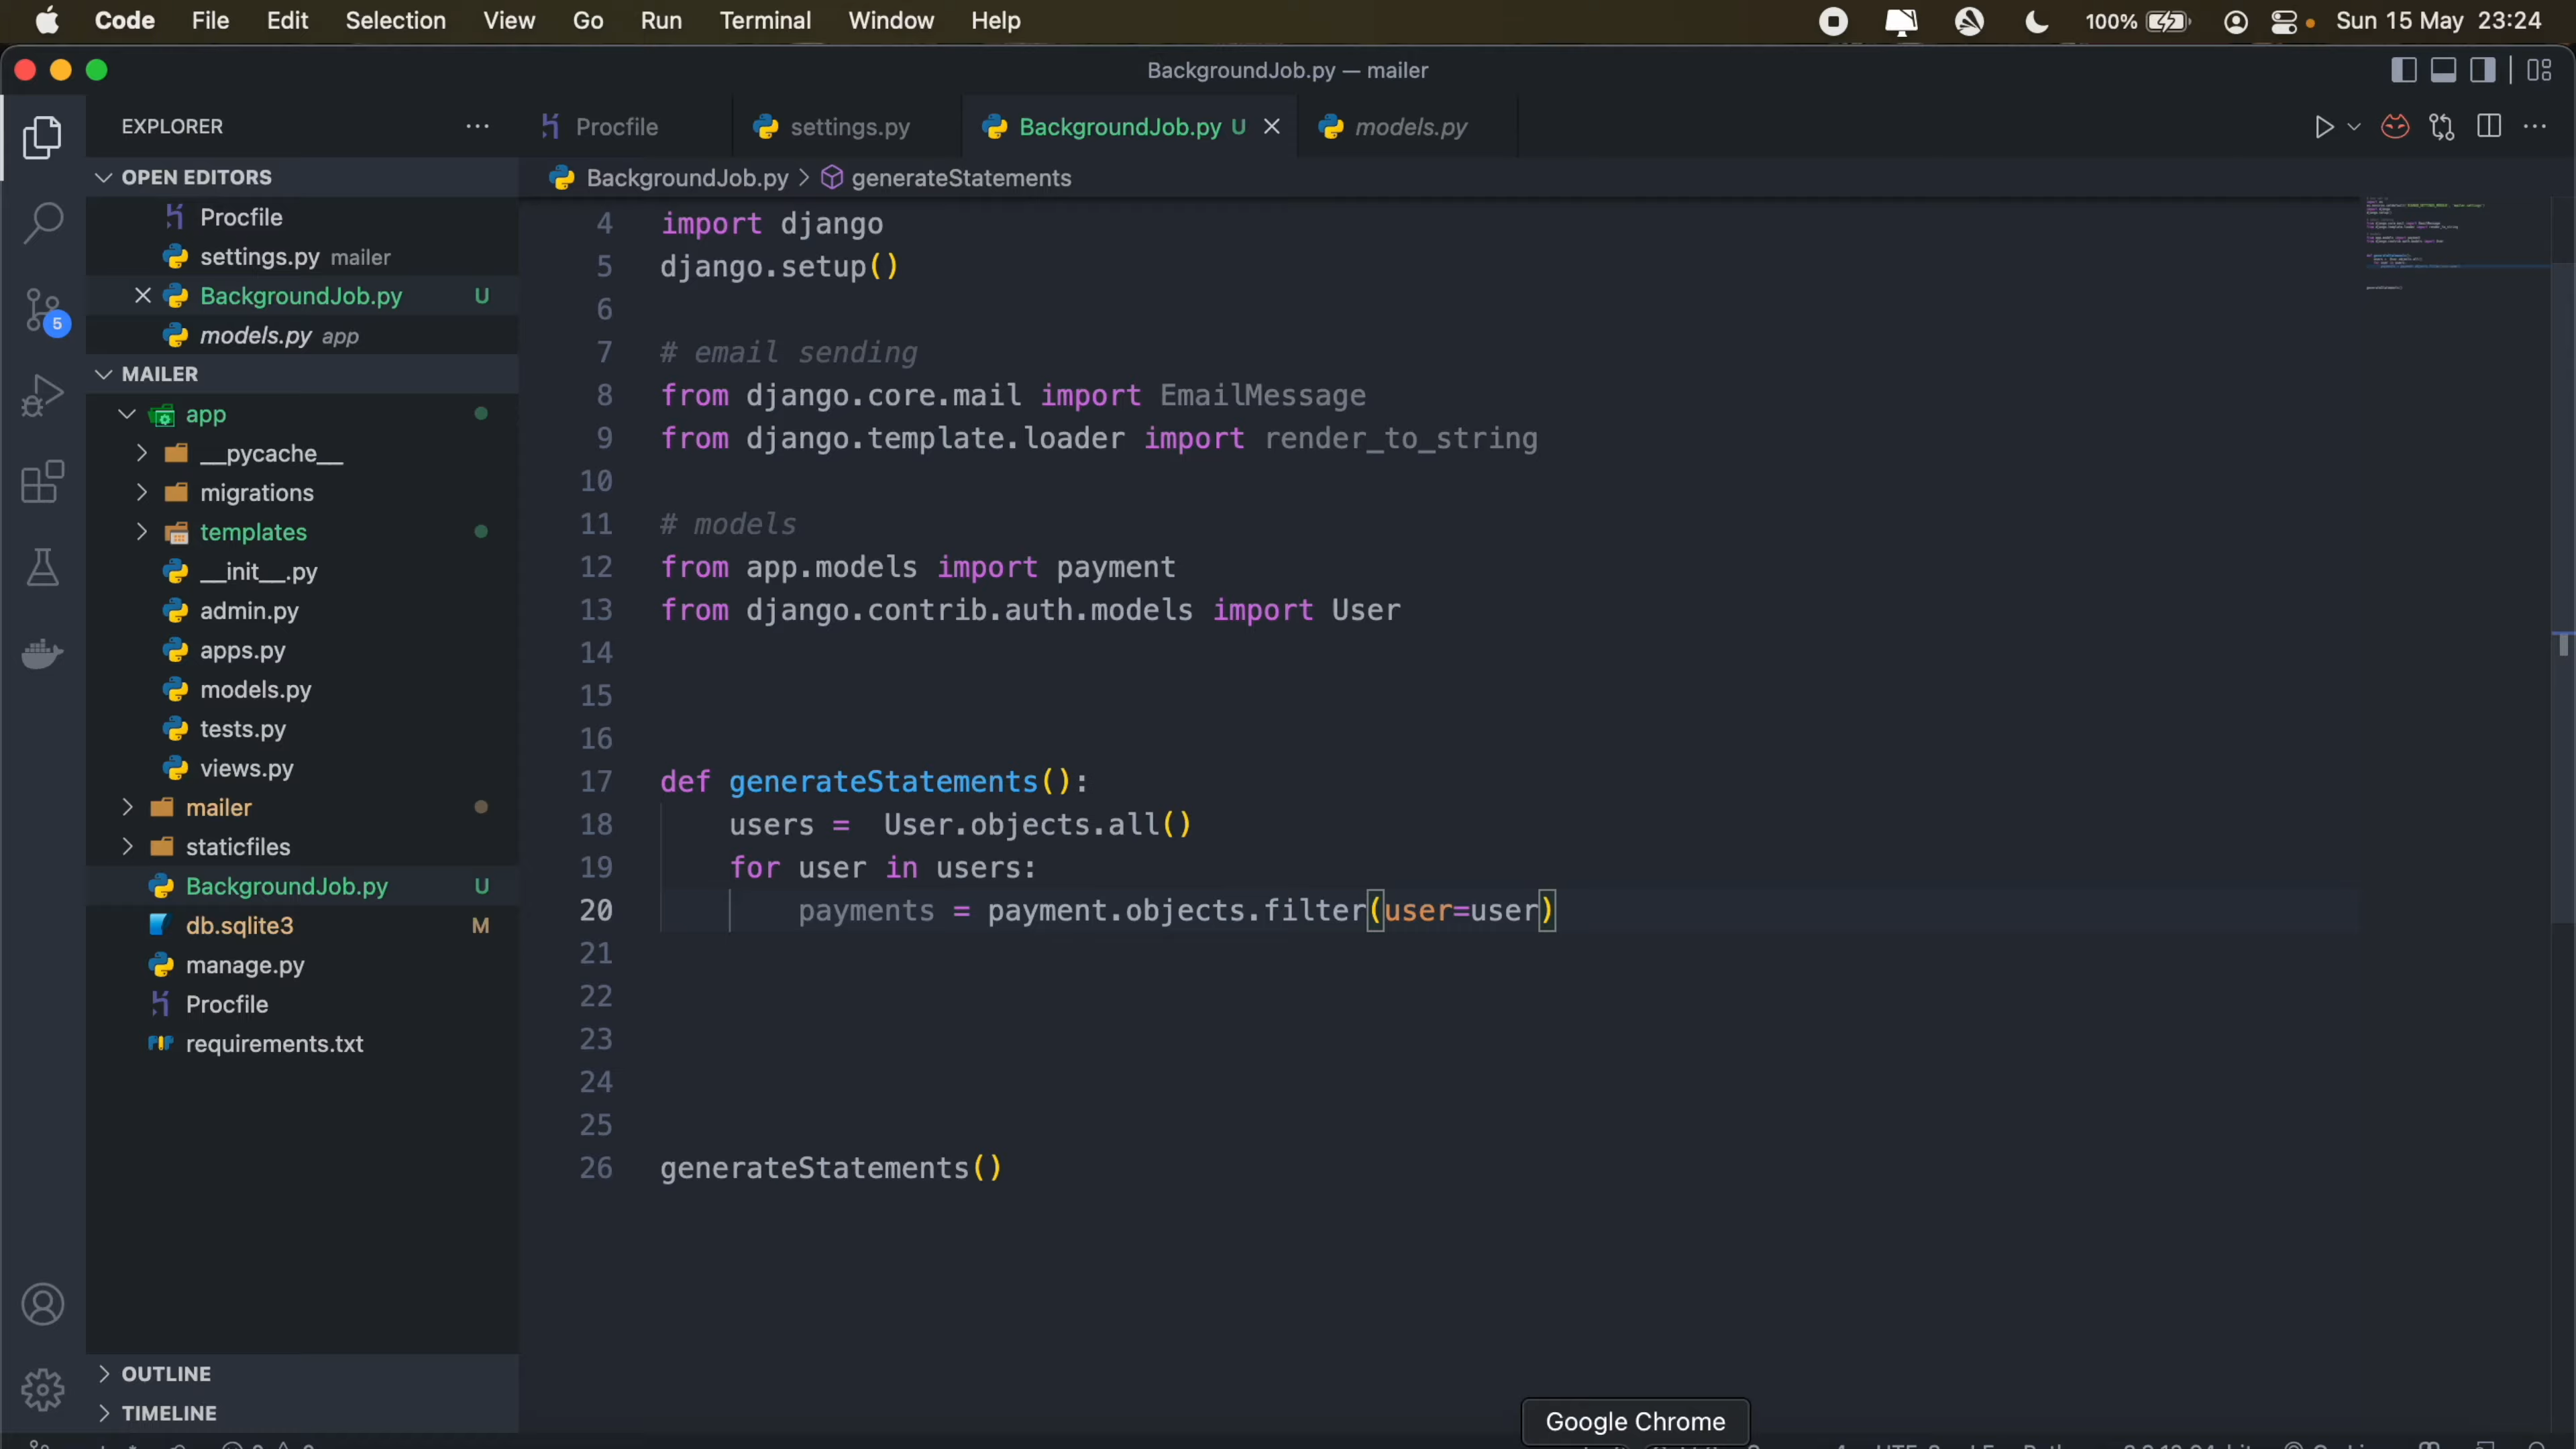 Code File Edit Selection View Go Run Terminal Window Help 100% Sun 15 May 23:24
BackgroundJob.py — mailer
EXPLORER
Procfile settings.py BackgroundJob.py U models.py
OPEN EDITORS
BackgroundJob.py > generateStatements
Procfile
settings.py mailer
BackgroundJob.py U
models.py app
MAILER
app
__pycache__
migrations
templates
__init__.py
admin.py
apps.py
models.py
tests.py
views.py
mailer
staticfiles
BackgroundJob.py U
db.sqlite3 M
manage.py
Procfile
requirements.txt
OUTLINE
TIMELINE
5
4 import django
5 django.setup()
6
7 # email sending
8 from django.core.mail import EmailMessage
9 from django.template.loader import render_to_string
10
11 # models
12 from app.models import payment
13 from django.contrib.auth.models import User
14
15
16
17 def generateStatements():
18 users =  User.objects.all()
19 for user in users:
20 payments = payment.objects.filter(user=user)
21
22
23
24
25
26 generateStatements()
Google Chrome